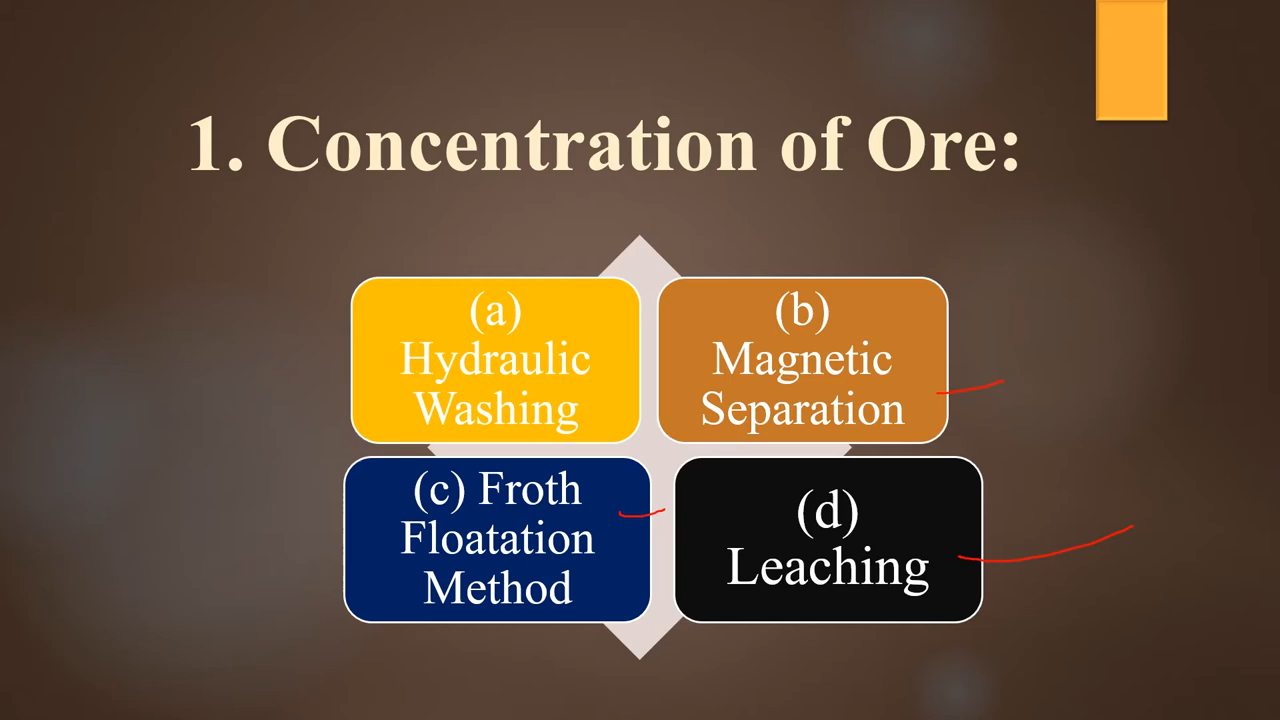 1. Concentration of Ore:
(a)
Hydraulic
Washing
(b)
Magnetic
Separation
(c) Froth
Floatation
Method
(d)
Leaching